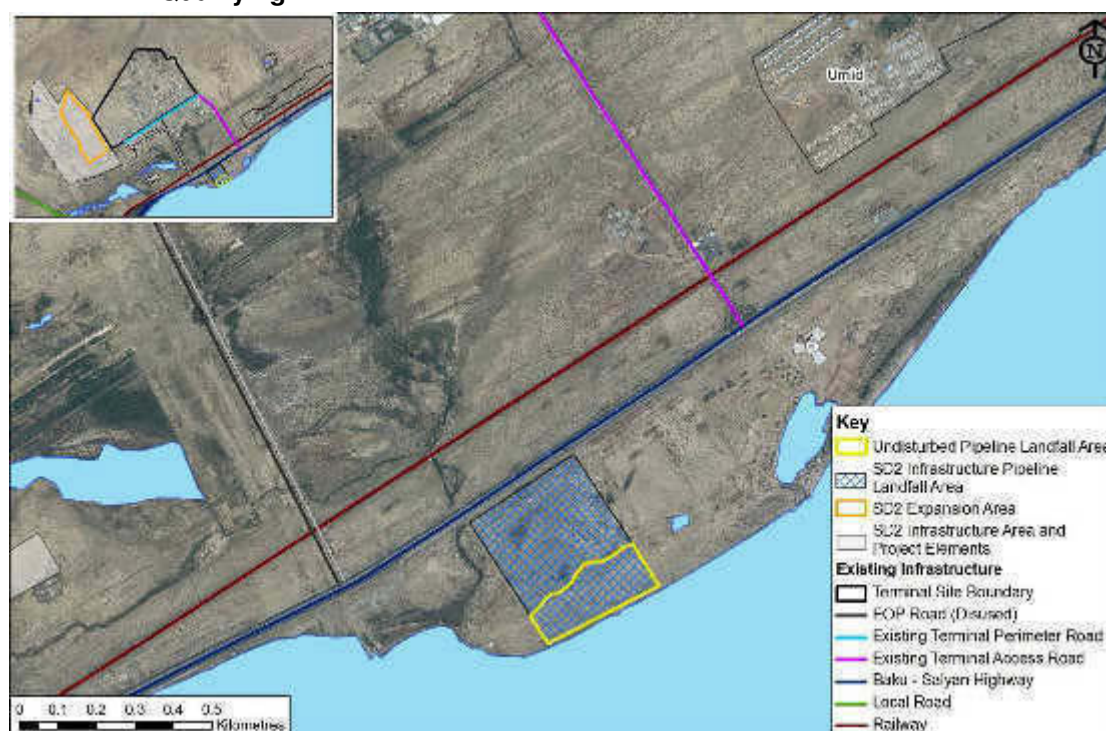 Umid
N
Key
Undisturbed Pipeline Landfall Area
SD2 Infrastructure Pipeline
Landfall Area
SD2 Expansion Area
SD2 Infrastructure Area and
Project Elements
Existing Infrastructure
Terminal Site Boundary
EOP Road (Disused)
Existing Terminal Perimeter Road
Existing Terminal Access Road
Baku - Salyan Highway
Local Road
Railway
0 0.1 0.2 0.3 0.4 0.5
Kilometres